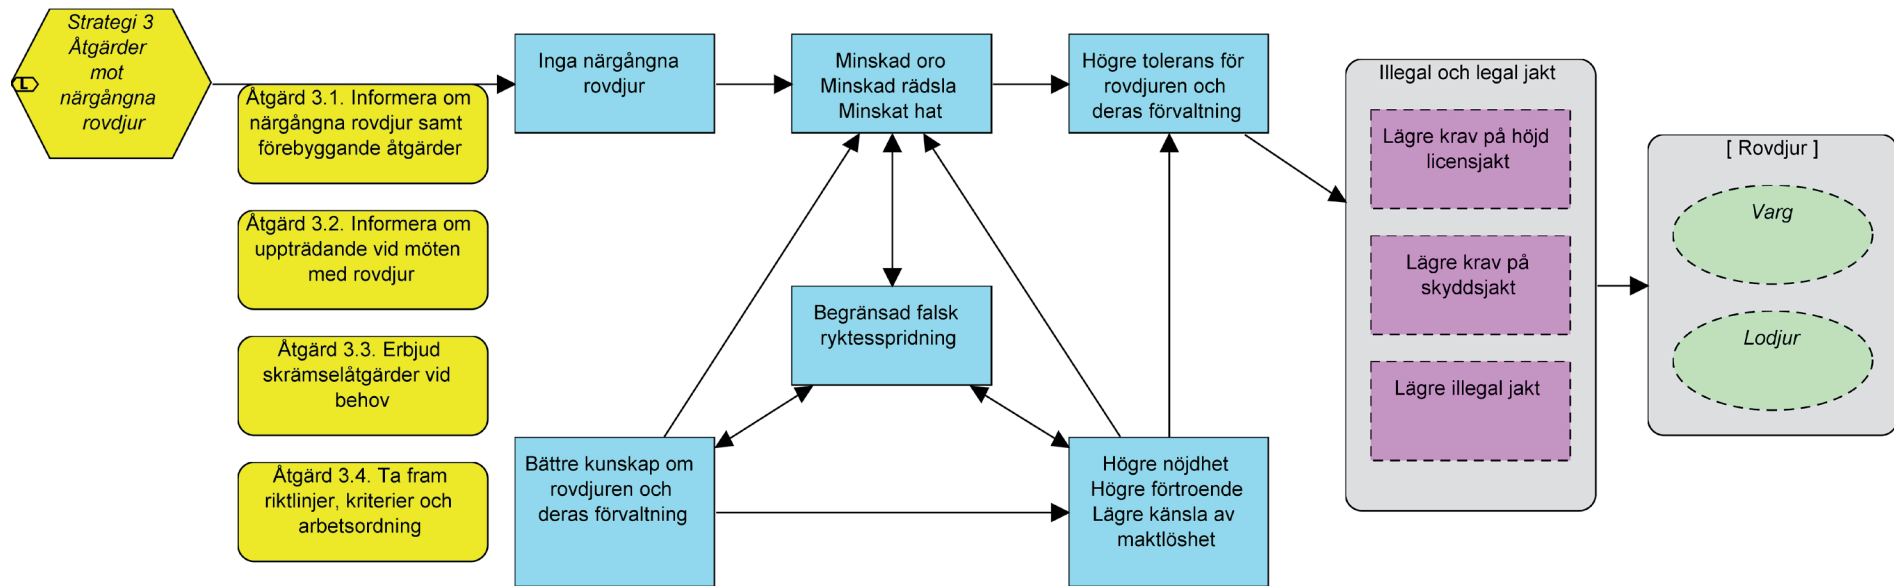 Strategi 3
Åtgärder
mot
närgångna
rovdjur
L
Åtgärd 3.1. Informera om
närgångna rovdjur samt
förebyggande åtgärder
Åtgärd 3.2. Informera om
uppträdande vid möten
med rovdjur
Åtgärd 3.3. Erbjud
skrämselåtgärder vid
behov
Åtgärd 3.4. Ta fram
riktlinjer, kriterier och
arbetsordning
Inga närgångna
rovdjur
Minskad oro
Minskad rädsla
Minskat hat
Högre tolerans för
rovdjuren och
deras förvaltning
Begränsad falsk
ryktesspridning
Bättre kunskap om
rovdjuren och
deras förvaltning
Högre nöjdhet
Högre förtroende
Lägre känsla av
maktlöshet
Illegal och legal jakt
Lägre krav på höjd
licensjakt
Lägre krav på
skyddsjakt
Lägre illegal jakt
[ Rovdjur ]
Varg
Lodjur